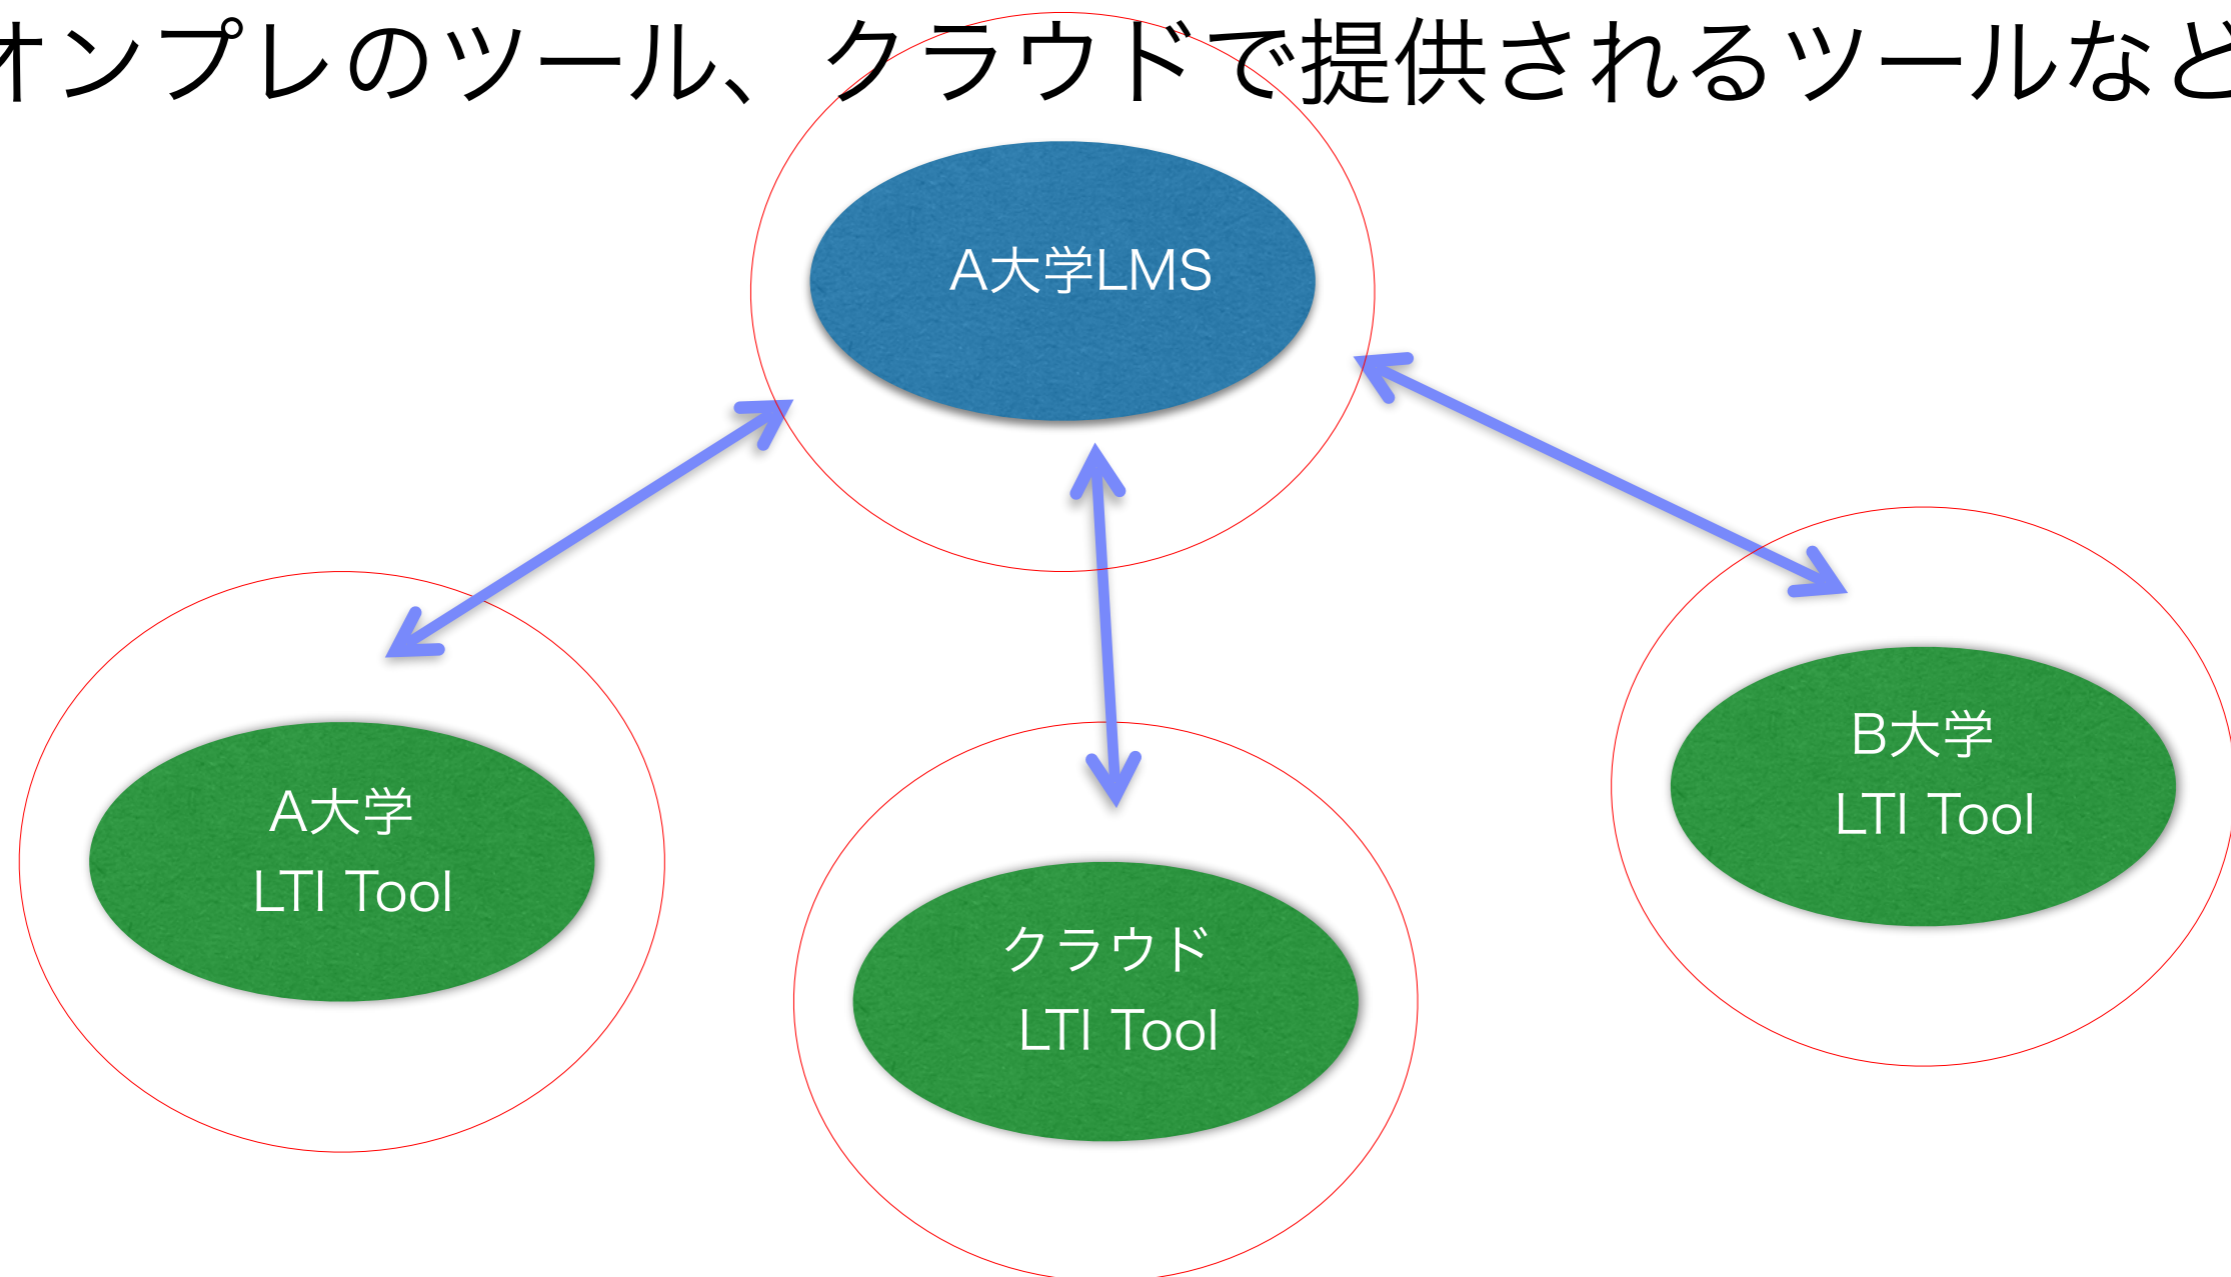 オンプレのツール、クラウドで提供されるツールなど
A大学LMS
A大学
LTI Tool
クラウド
LTI Tool
B大学
LTI Tool